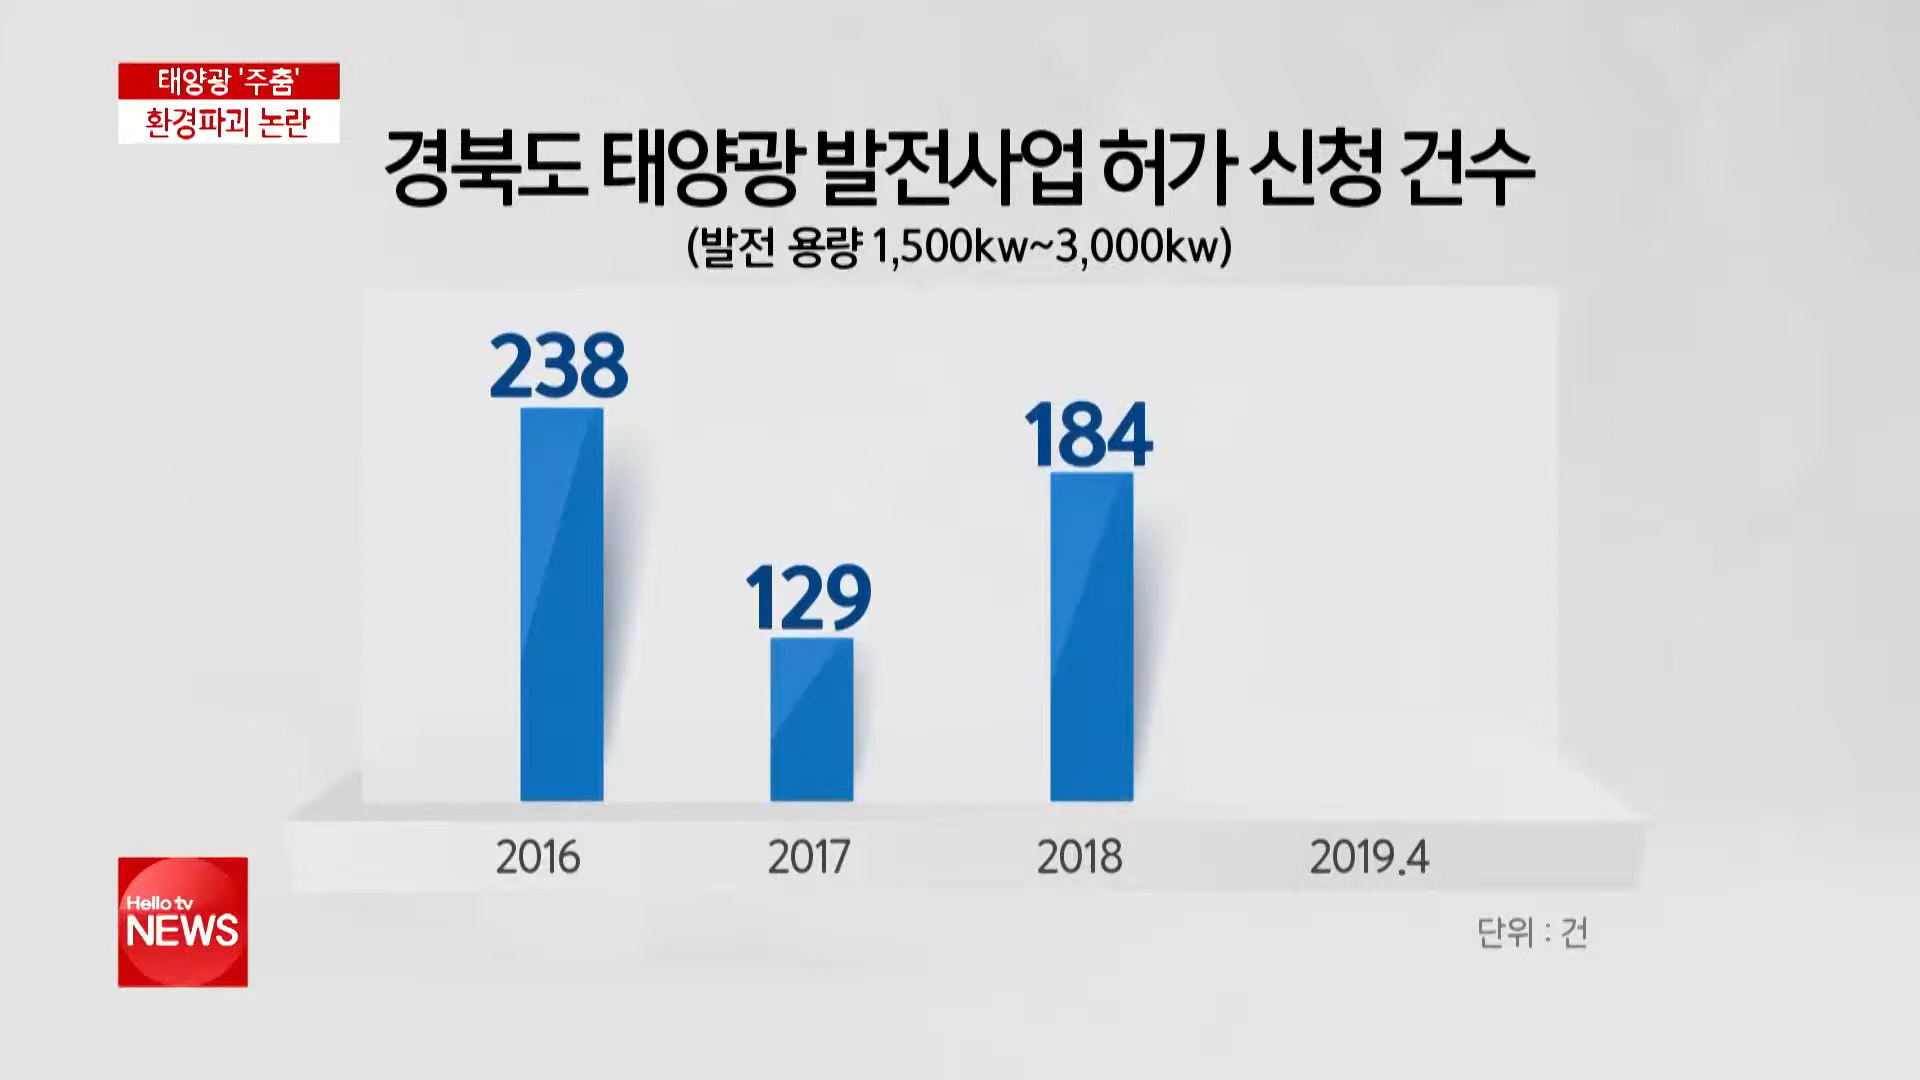 태양광 '주춤'
환경파괴 논란
경북도 태양광 발전사업 허가 신청 건수
(발전 용량 1,500kw~3,000kw)
238
129
184
2016
2017
2018
2019.4
단위 : 건
Hello tv
NEWS